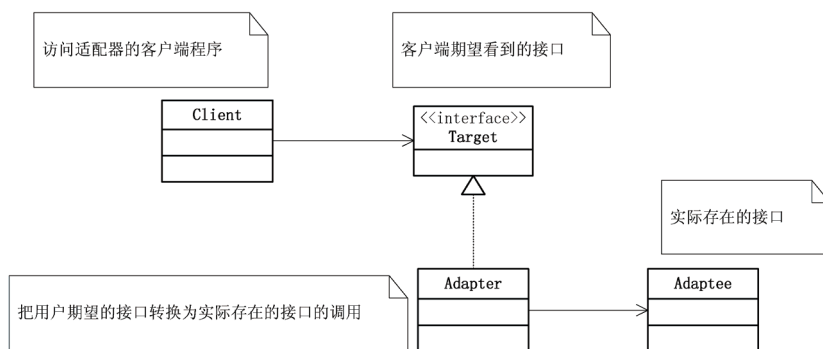 访问适配器的客户端程序
客户端期望看到的接口
Client
<<interface>>
Target
实际存在的接口
把用户期望的接口转换为实际存在的接口的调用
Adapter
Adaptee